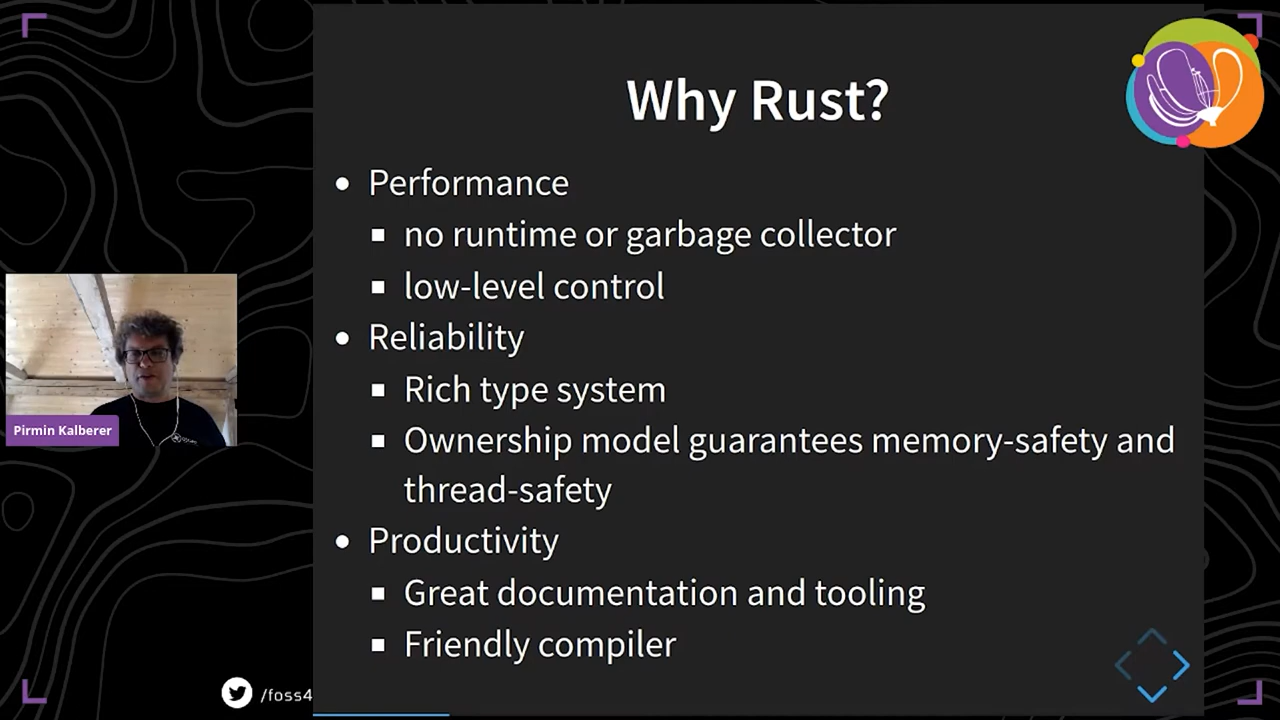 Why Rust?
Performance
no runtime or garbage collector
low-level control
Reliability
Rich type system
Ownership model guarantees memory-safety and
thread-safety
Productivity
Great documentation and tooling
Friendly compiler
Pirmin Kalberer
/foss4